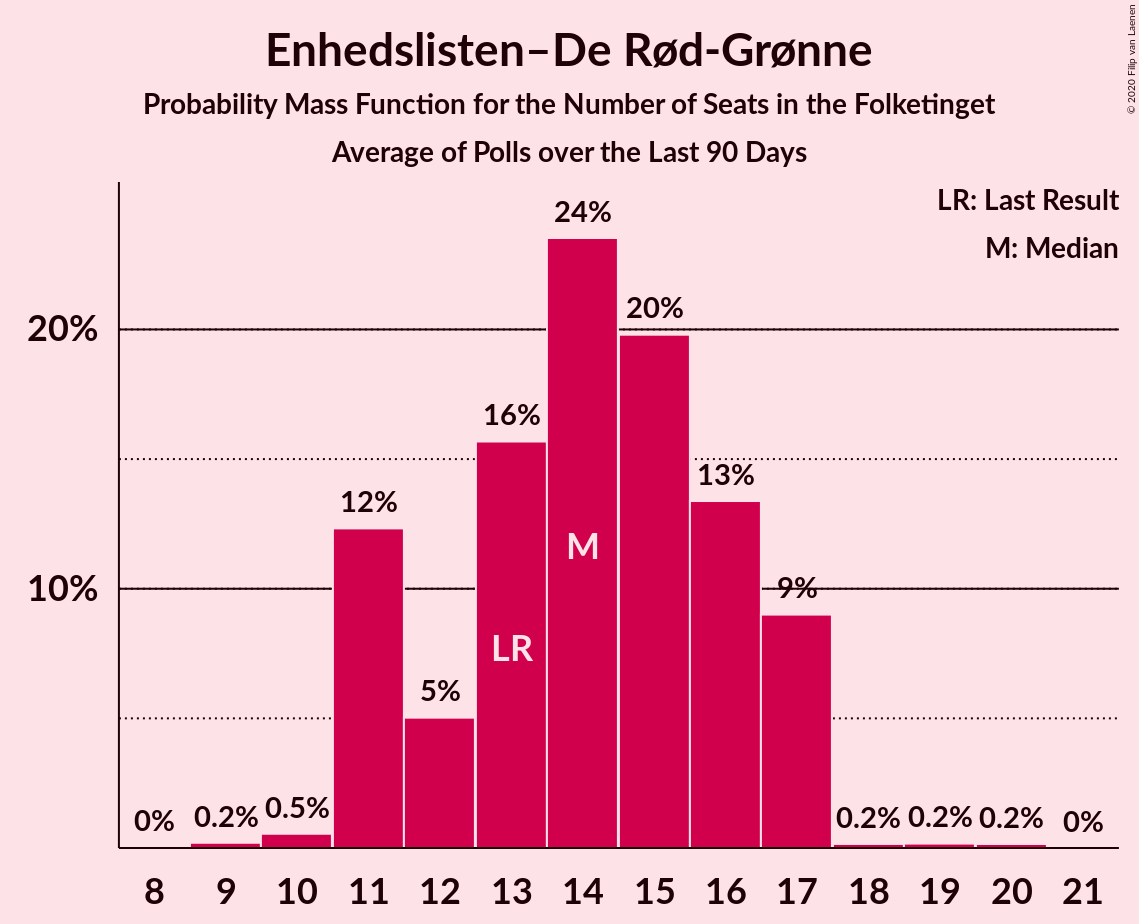 Enhedslisten–De Rød-Grønne
Probability Mass Function for the Number of Seats in the Folketinget
Average of Polls over the Last 90 Days
© 2020 Filip van Laenen
LR: Last Result
M: Median
24%
20%
20%
16%
13%
12%
M
10%
9%
LR
5%
0%
0.2%
0.5%
0.2%
0.2%
0.2%
0%
8 9 10 11 12 13 14 15 16 17 18 19 20 21